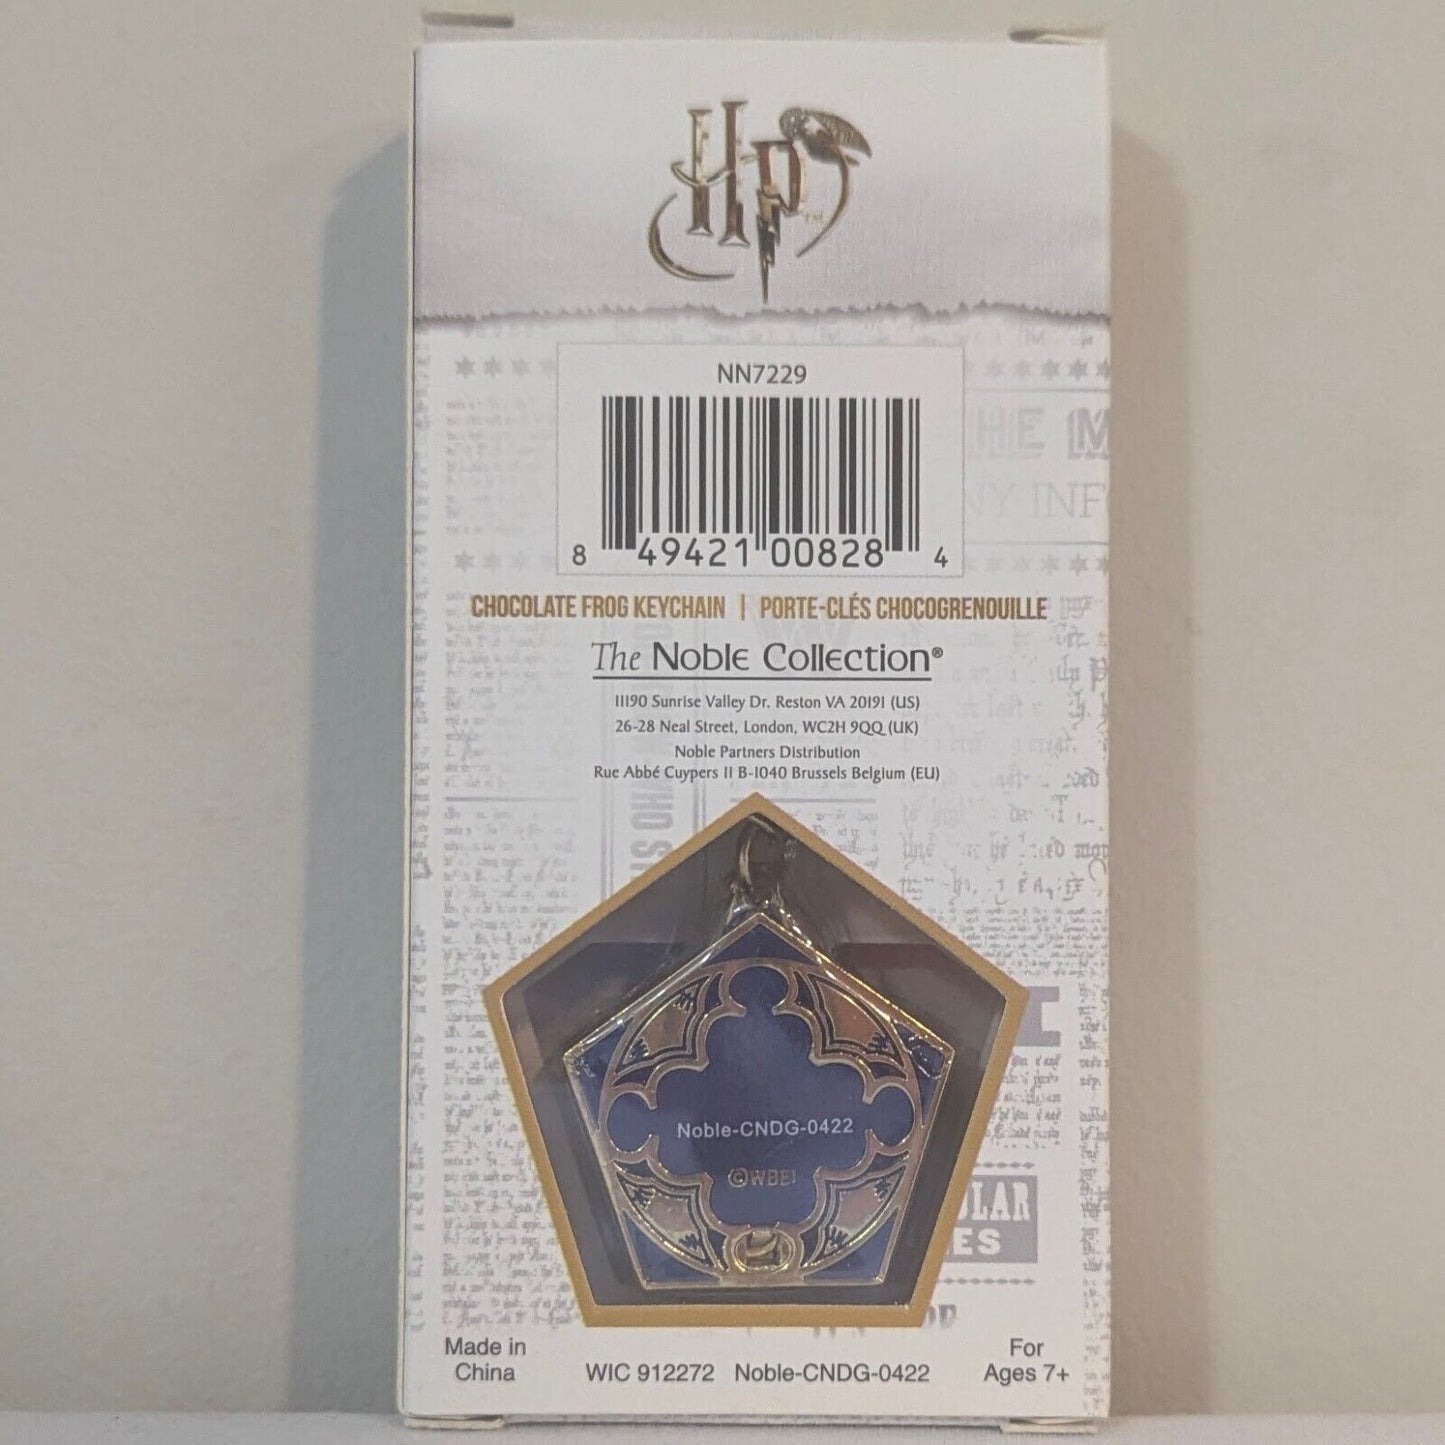 HP™
NN7229
8 49421 00828 4
CHOCOLATE FROG KEYCHAIN | PORTE-CLÉS CHOCOGRENOUILLE
The Noble Collection®
11190 Sunrise Valley Dr. Reston VA 20191 (US)
26-28 Neal Street, London, WC2H 9QQ (UK)
Noble Partners Distribution
Rue Abbé Cuypers 11 B-1040 Brussels Belgium (EU)
Noble-CNDG-0422
©WBEI
Made in
China
WIC 912272 Noble-CNDG-0422
For
Ages 7+